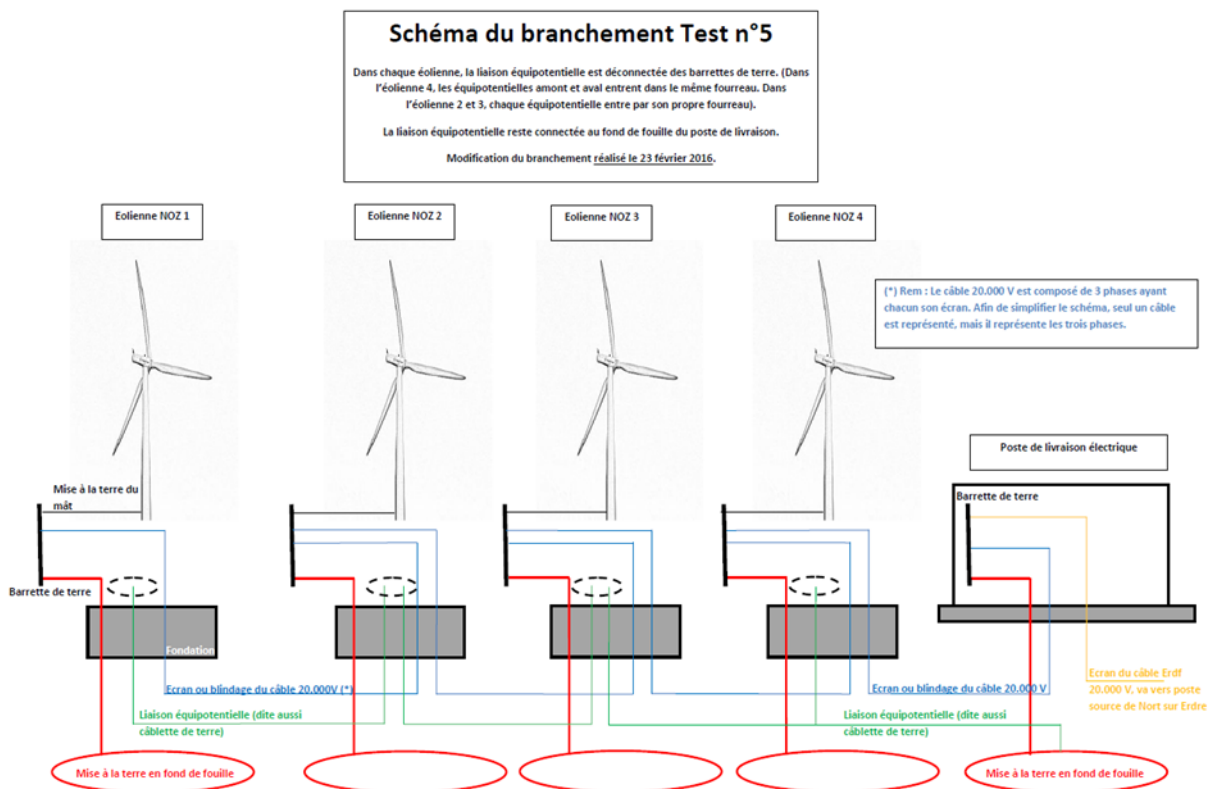 Schéma du branchement Test n°5
Dans chaque éolienne, la liaison équipotentielle est déconnectée des barrettes de terre. (Dans
l'éolienne 4, les équipotentielles amont et aval entrent dans le même fourreau. Dans
l'éolienne 2 et 3, chaque équipotentielle entre par son propre fourreau).
La liaison équipotentielle reste connectée au fond de fouille du poste de livraison.
Modification du branchement réalisé le 23 février 2016.
Eolienne NOZ 1
Eolienne NOZ 2
Eolienne NOZ 3
Eolienne NOZ 4
(*) Rem : Le câble 20.000 V est composé de 3 phases ayant
chacun son écran. Afin de simplifier le schéma, seul un câble
est représenté, mais il représente les trois phases.
Poste de livraison électrique
Mise à la terre du
mât
Barrette de terre
Barrette de terre
Fondation
Ecran ou blindage du câble 20.000V (*)
Ecran ou blindage du câble 20.000 V
Ecran du câble Erdf
20.000 V, va vers poste
source de Nort sur Erdre
Liaison équipotentielle (dite aussi
câblette de terre)
Liaison équipotentielle (dite aussi
câblette de terre)
Mise à la terre en fond de fouille
Mise à la terre en fond de fouille